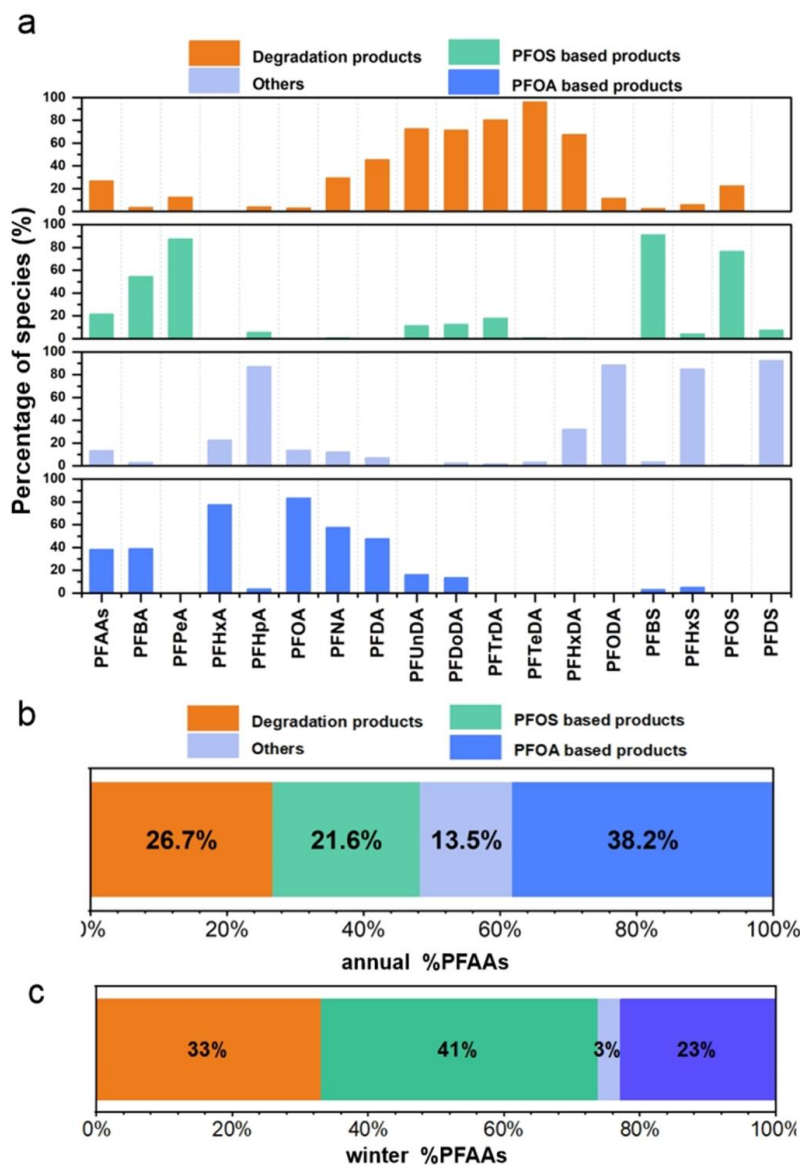 a
Degradation products PFOS based products
Others PFOA based products
Percentage of species (%)
100
80
60
40
20
0
100
80
60
40
20
0
100
80
60
40
20
0
100
80
60
40
20
0
PFAAs PFBA PFPeA PFHxA PFHpA PFOA PFNA PFDA PFUnDA PFDoDA PFTrDA PFTeDA PFHxDA PFODA PFBS PFHxS PFOS PFDS
b
Degradation products PFOS based products
Others PFOA based products
26.7% 21.6% 13.5% 38.2%
)% 20% 40% 60% 80% 100%
annual %PFAAs
c
33% 41% 3% 23%
0% 20% 40% 60% 80% 100%
winter %PFAAs